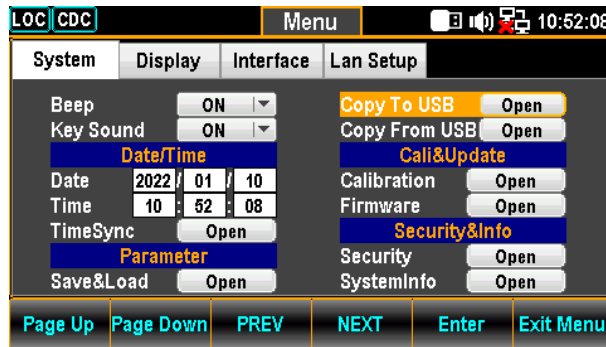 LOC CDC Menu 10:52:08
System Display Interface Lan Setup
Beep ON Copy To USB Open
Key Sound ON Copy From USB Open
Date/Time Cali&Update
Date 2022 / 01 / 10 Calibration Open
Time 10 : 52 : 08 Firmware Open
TimeSync Open Security&Info
Parameter Security Open
Save&Load Open SystemInfo Open
Page Up Page Down PREV NEXT Enter Exit Menu